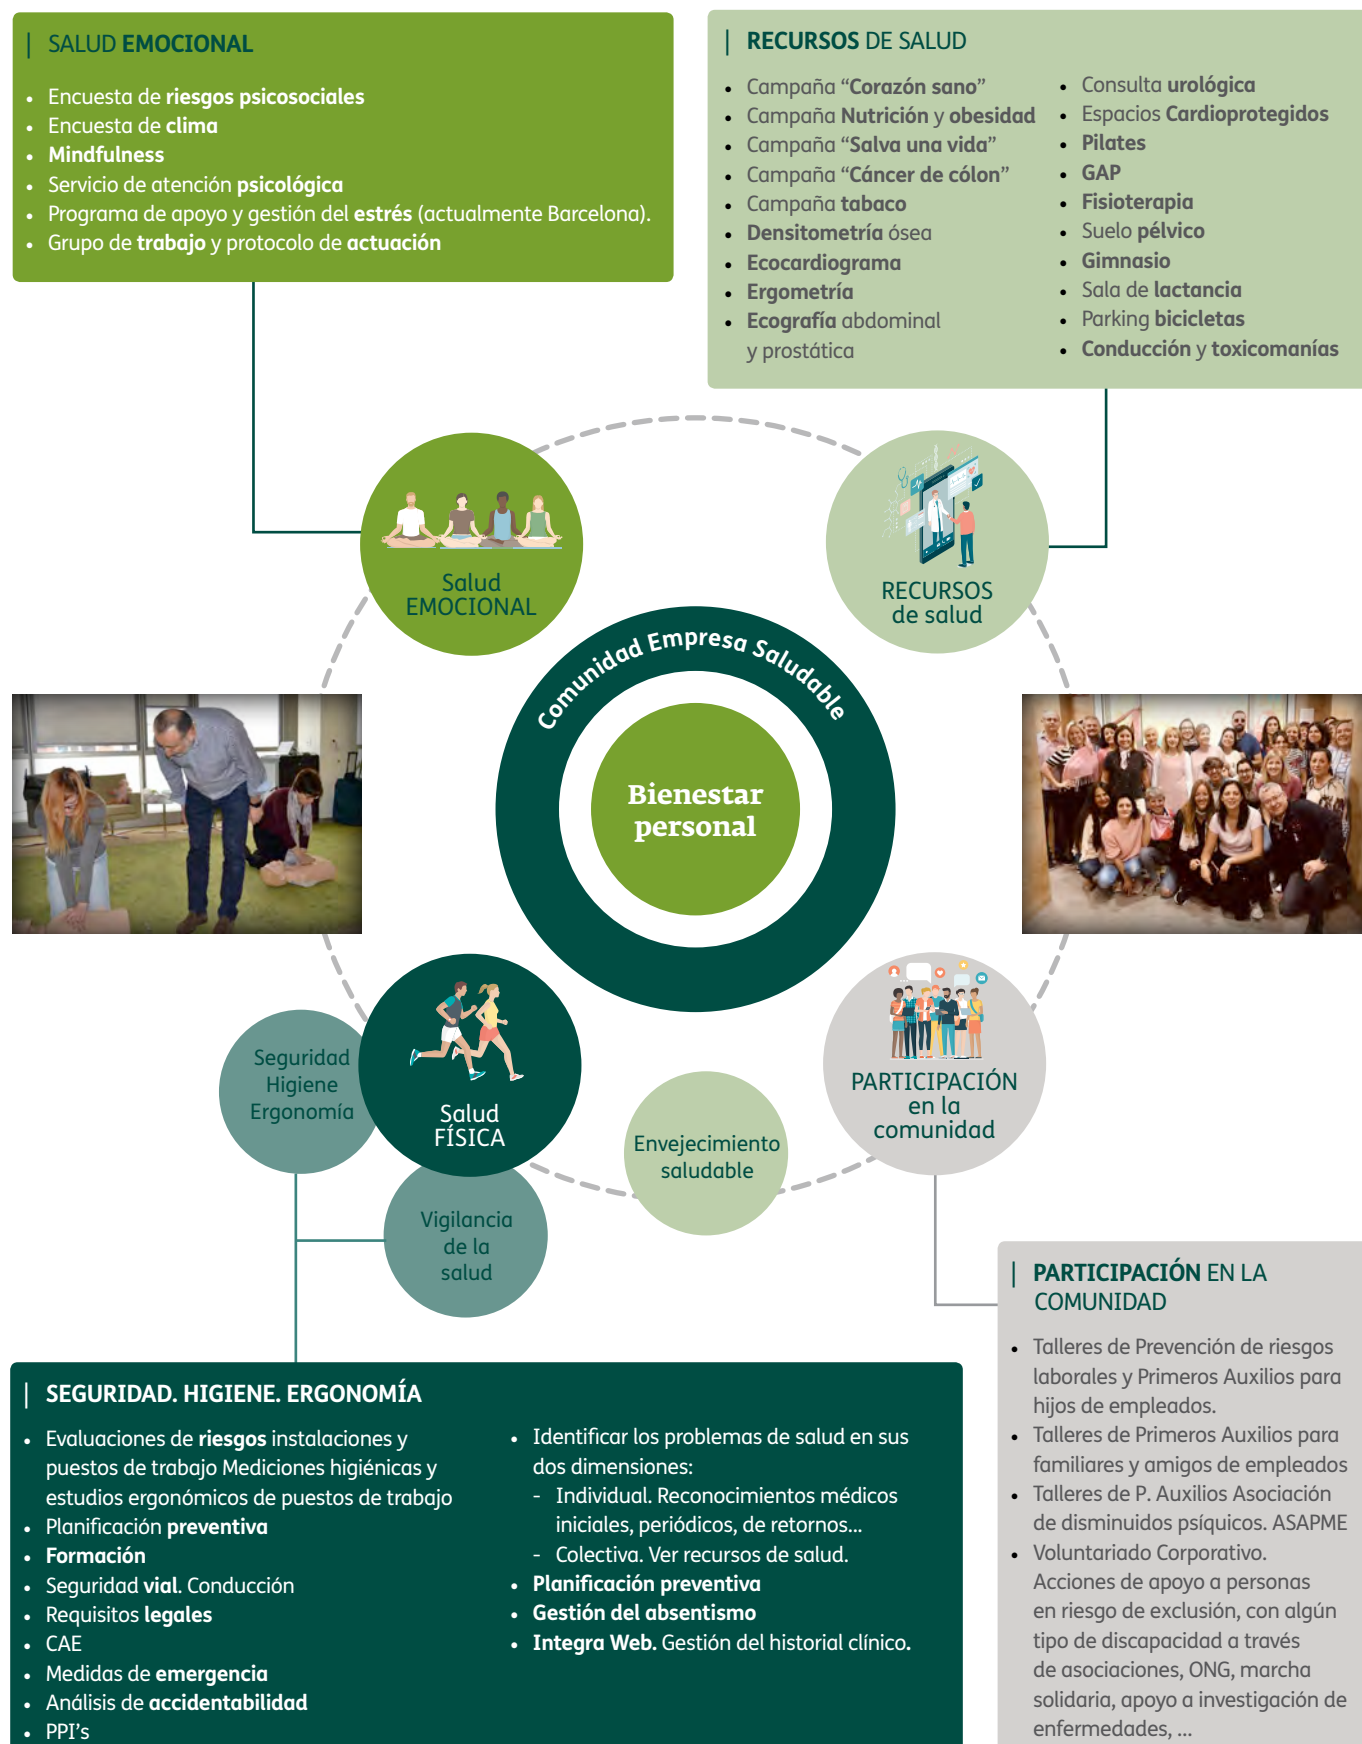 | SALUD EMOCIONAL
• Encuesta de riesgos psicosociales
• Encuesta de clima
• Mindfulness
• Servicio de atención psicológica
• Programa de apoyo y gestión del estrés (actualmente Barcelona).
• Grupo de trabajo y protocolo de actuación
| RECURSOS DE SALUD
• Campaña “Corazón sano”
• Campaña Nutrición y obesidad
• Campaña “Salva una vida”
• Campaña “Cáncer de cólon”
• Campaña tabaco
• Densitometría ósea
• Ecocardiograma
• Ergometría
• Ecografía abdominal
y prostática
• Consulta urológica
• Espacios Cardioprotegidos
• Pilates
• GAP
• Fisioterapia
• Suelo pélvico
• Gimnasio
• Sala de lactancia
• Parking bicicletas
• Conducción y toxicomanías
Salud
EMOCIONAL
RECURSOS
de salud
Comunidad Empresa Saludable
Bienestar
personal
Seguridad
Higiene
Ergonomía
Salud
FÍSICA
Vigilancia
de la
salud
Envejecimiento
saludable
PARTICIPACIÓN
en la
comunidad
| SEGURIDAD. HIGIENE. ERGONOMÍA
• Evaluaciones de riesgos instalaciones y
puestos de trabajo Mediciones higiénicas y
estudios ergonómicos de puestos de trabajo
• Planificación preventiva
• Formación
• Seguridad vial. Conducción
• Requisitos legales
• CAE
• Medidas de emergencia
• Análisis de accidentabilidad
• PPI’s
• Identificar los problemas de salud en sus
dos dimensiones:
- Individual. Reconocimientos médicos
iniciales, periódicos, de retornos...
- Colectiva. Ver recursos de salud.
• Planificación preventiva
• Gestión del absentismo
• Integra Web. Gestión del historial clínico.
| PARTICIPACIÓN EN LA
COMUNIDAD
• Talleres de Prevención de riesgos
laborales y Primeros Auxilios para
hijos de empleados.
• Talleres de Primeros Auxilios para
familiares y amigos de empleados
• Talleres de P. Auxilios Asociación
de disminuidos psíquicos. ASAPME
• Voluntariado Corporativo.
Acciones de apoyo a personas
en riesgo de exclusión, con algún
tipo de discapacidad a través
de asociaciones, ONG, marcha
solidaria, apoyo a investigación de
enfermedades, ...